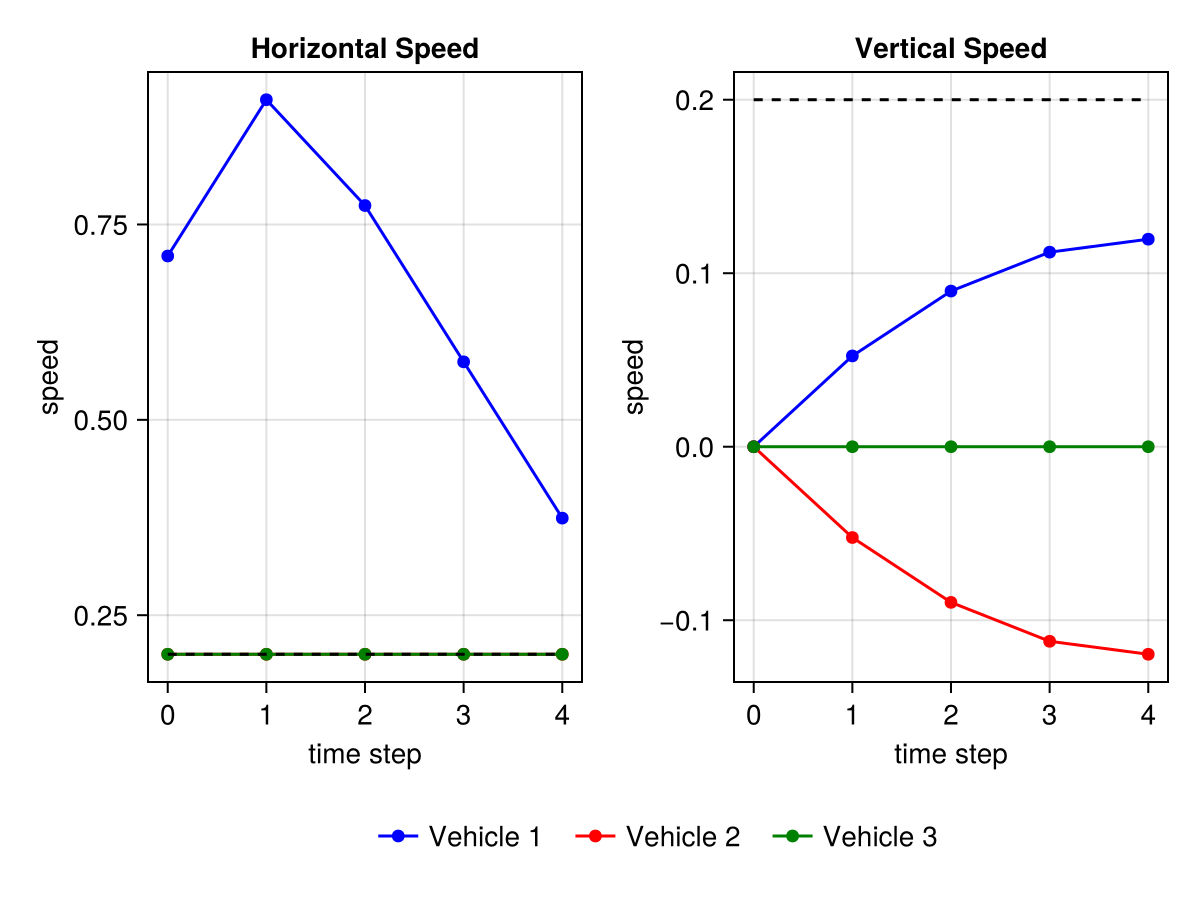 Horizontal Speed
speed
0.75
0.50
0.25
0
1
2
3
4
time step
Vertical Speed
speed
0.2
0.1
0.0
−0.1
0
1
2
3
4
time step
Vehicle 1
Vehicle 2
Vehicle 3